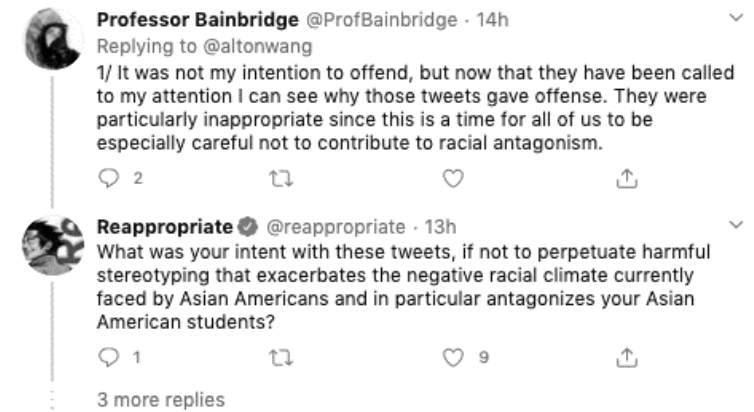 Professor Bainbridge @ProfBainbridge · 14h
Replying to @altonwang
1/ It was not my intention to offend, but now that they have been called
to my attention I can see why those tweets gave offense. They were
particularly inappropriate since this is a time for all of us to be
especially careful not to contribute to racial antagonism.
2
Reappropriate @reappropriate · 13h
What was your intent with these tweets, if not to perpetuate harmful
stereotyping that exacerbates the negative racial climate currently
faced by Asian Americans and in particular antagonizes your Asian
American students?
1 9
3 more replies